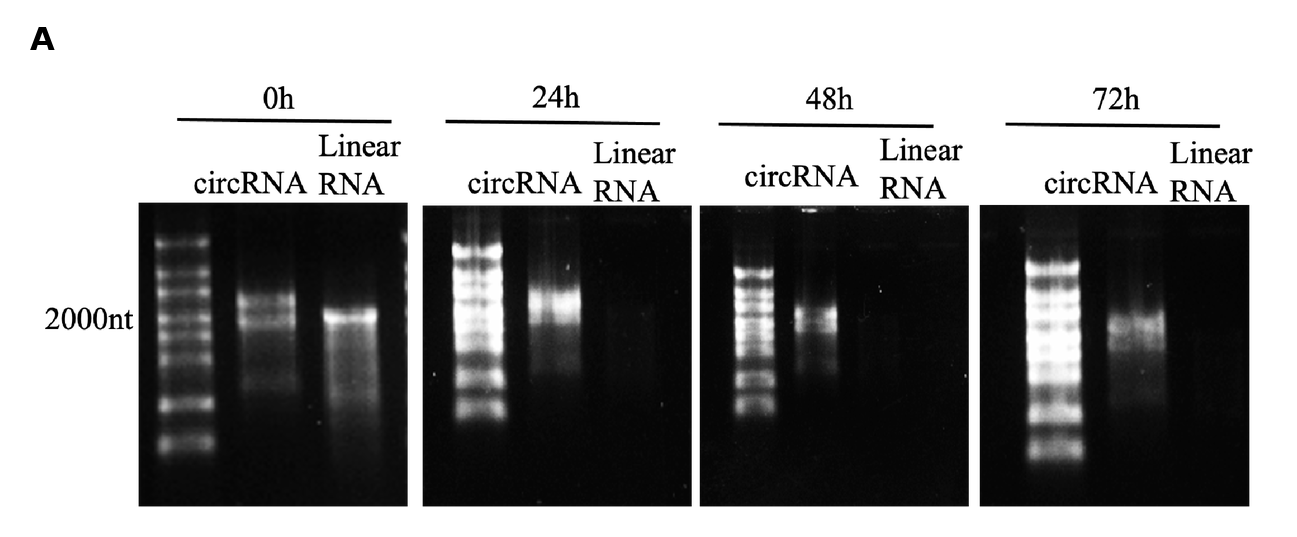 A
0h
24h
48h
72h
circRNA
Linear
RNA
circRNA
Linear
RNA
circRNA
Linear
RNA
circRNA
Linear
RNA
2000nt